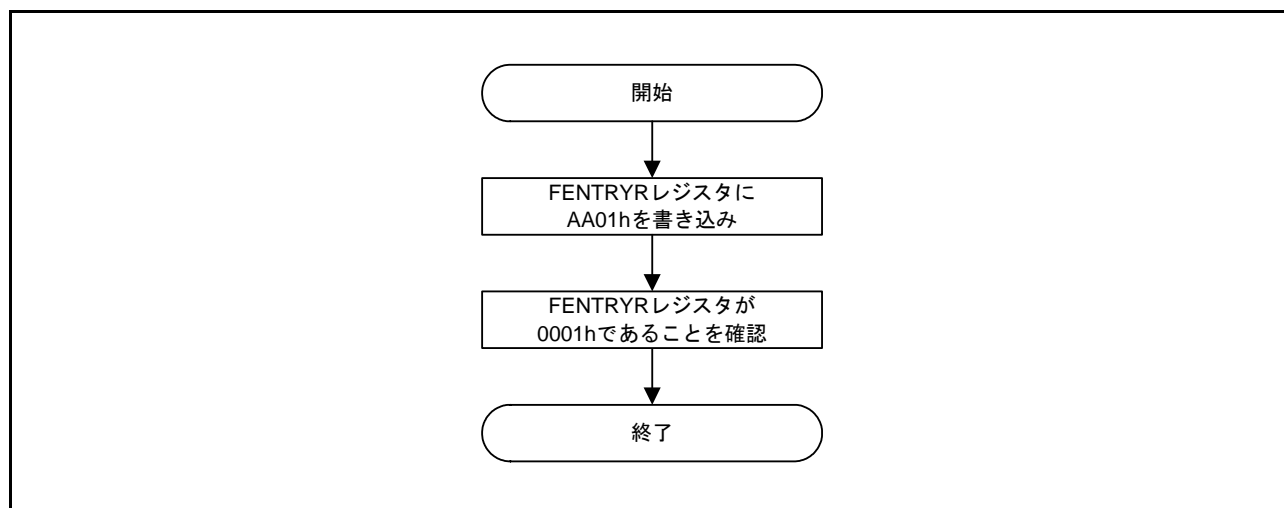 開始
FENTRYRレジスタに
AA01hを書き込み
FENTRYRレジスタが
0001hであることを確認
終了